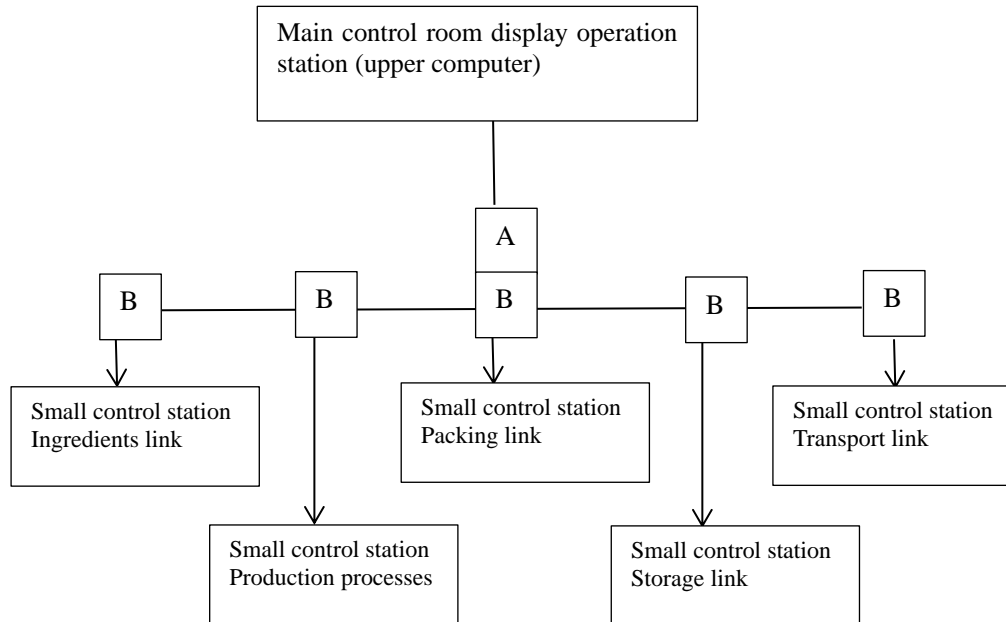 Main control room display operation
station (upper computer)
A
B
B
B
B
B
Small control station
Ingredients link
Small control station
Packing link
Small control station
Transport link
Small control station
Production processes
Small control station
Storage link